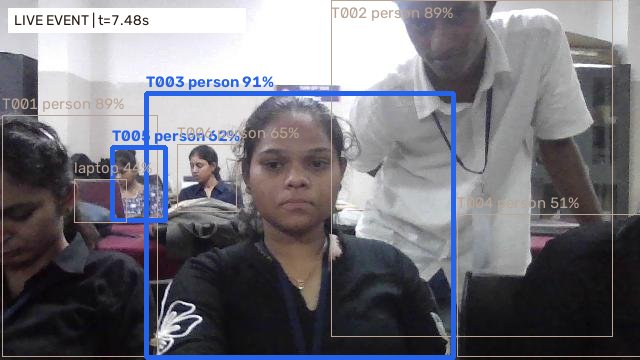 LIVE EVENT | t=7.48s
T002 person 89%
T003 person 91%
T001 person 89%
T005 person 62%
T006 person 65%
laptop 44%
T004 person 51%